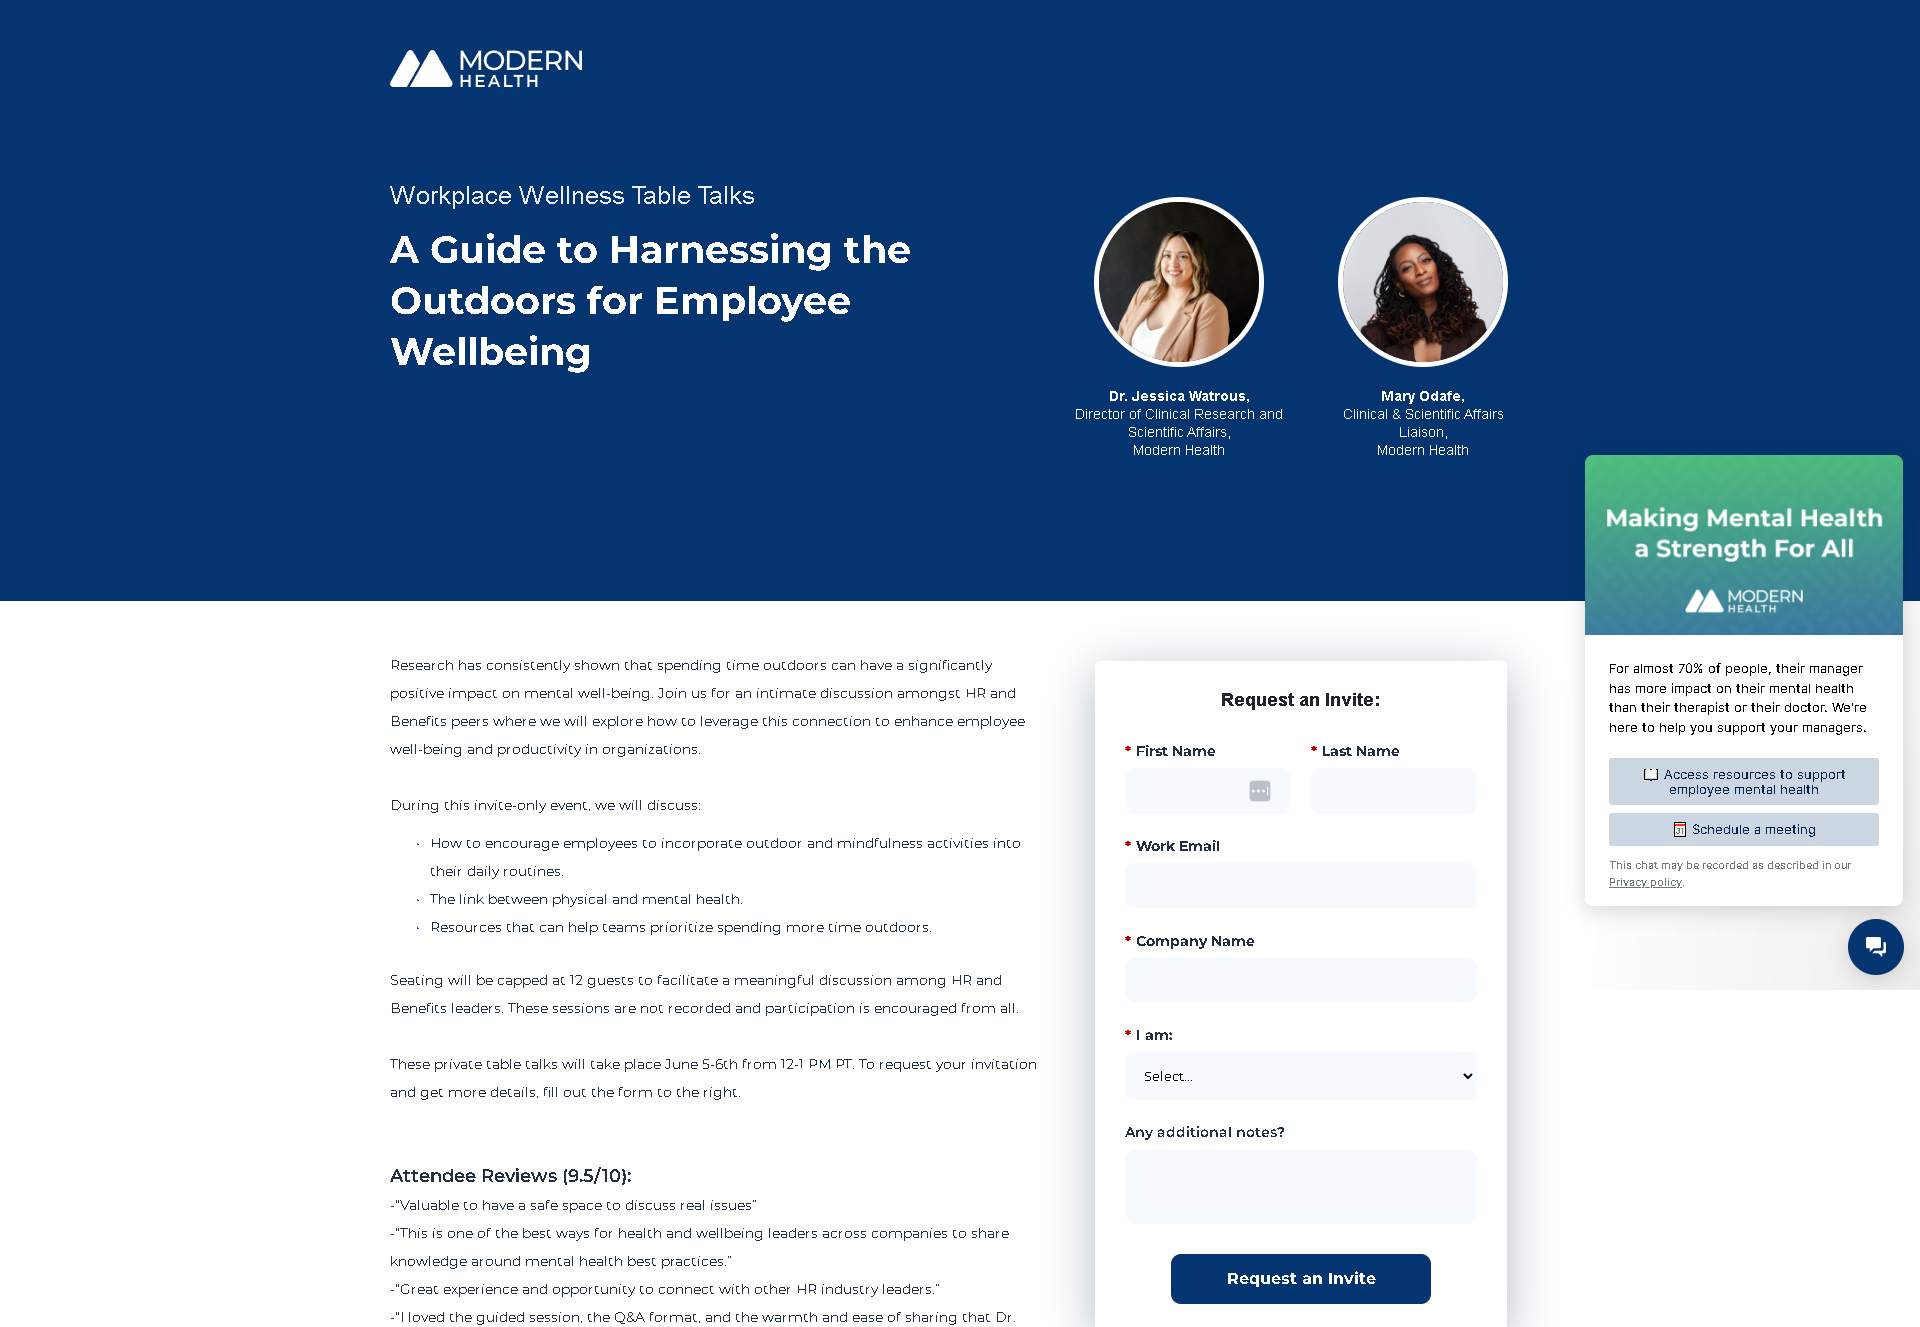 MODERN
HEALTH
Workplace Wellness Table Talks
A Guide to Harnessing the
Outdoors for Employee
Wellbeing
Dr. Jessica Watrous,
Director of Clinical Research and
Scientific Affairs,
Modern Health
Mary Odafe,
Clinical & Scientific Affairs
Liaison,
Modern Health
Research has consistently shown that spending time outdoors can have a significantly
positive impact on mental well-being. Join us for an intimate discussion amongst HR and
Benefits peers where we will explore how to leverage this connection to enhance employee
well-being and productivity in organizations.
During this invite-only event, we will discuss:
· How to encourage employees to incorporate outdoor and mindfulness activities into
their daily routines.
· The link between physical and mental health.
· Resources that can help teams prioritize spending more time outdoors.
Seating will be capped at 12 guests to facilitate a meaningful discussion among HR and
Benefits leaders. These sessions are not recorded and participation is encouraged from all.
These private table talks will take place June 5-6th from 12-1 PM PT. To request your invitation
and get more details, fill out the form to the right.
Attendee Reviews (9.5/10):
-"Valuable to have a safe space to discuss real issues"
-"This is one of the best ways for health and wellbeing leaders across companies to share
knowledge around mental health best practices."
-"Great experience and opportunity to connect with other HR industry leaders."
-"I loved the guided session, the Q&A format, and the warmth and ease of sharing that Dr.
Request an Invite:
* First Name
* Last Name
* Work Email
* Company Name
* I am:
Select...
Any additional notes?
Request an Invite
Making Mental Health
a Strength For All
MODERN
HEALTH
For almost 70% of people, their manager
has more impact on their mental health
than their therapist or their doctor. We're
here to help you support your managers.
Access resources to support
employee mental health
31 Schedule a meeting
This chat may be recorded as described in our
Privacy policy.